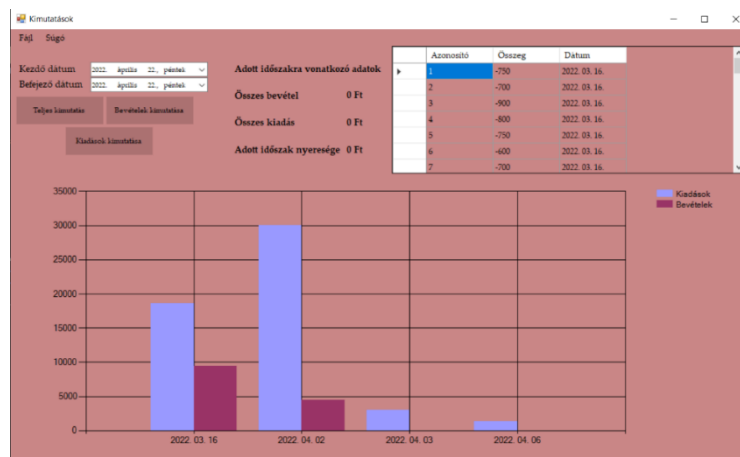 Kimutatások
Fájl Súgó
Kezdő dátum 2022. április 22., péntek
Befejező dátum 2022. április 22., péntek
Teljes kimutatás Bevételek kimutatása
Kiadások kimutatása
Adott időszakra vonatkozó adatok
Összes bevétel 0 Ft
Összes kiadás 0 Ft
Adott időszak nyeresége 0 Ft
Azonosító Összeg Dátum
1 -750 2022. 03. 16.
2 -700 2022. 03. 16.
3 -900 2022. 03. 16.
4 -800 2022. 03. 16.
5 -750 2022. 03. 16.
6 -600 2022. 03. 16.
7 -700 2022. 03. 16.
35000
30000
25000
20000
15000
10000
5000
0
2022. 03. 16 2022. 04. 02 2022. 04. 03 2022. 04. 06
Kiadások
Bevételek